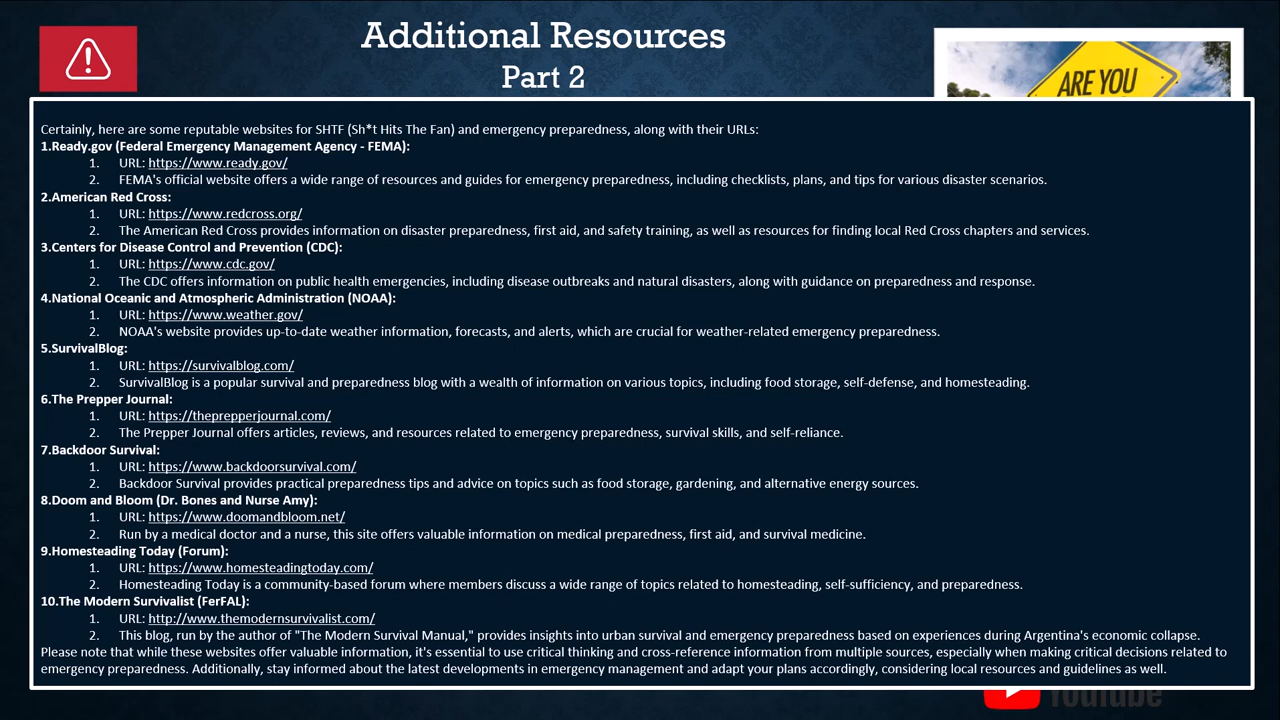 Additional Resources
Part 2
ARE YOU
Certainly, here are some reputable websites for SHTF (Sh*t Hits The Fan) and emergency preparedness, along with their URLs:
1.Ready.gov (Federal Emergency Management Agency - FEMA):
1. URL: https://www.ready.gov/
2. FEMA's official website offers a wide range of resources and guides for emergency preparedness, including checklists, plans, and tips for various disaster scenarios.
2.American Red Cross:
1. URL: https://www.redcross.org/
2. The American Red Cross provides information on disaster preparedness, first aid, and safety training, as well as resources for finding local Red Cross chapters and services.
3.Centers for Disease Control and Prevention (CDC):
1. URL: https://www.cdc.gov/
2. The CDC offers information on public health emergencies, including disease outbreaks and natural disasters, along with guidance on preparedness and response.
4.National Oceanic and Atmospheric Administration (NOAA):
1. URL: https://www.weather.gov/
2. NOAA's website provides up-to-date weather information, forecasts, and alerts, which are crucial for weather-related emergency preparedness.
5.SurvivalBlog:
1. URL: https://survivalblog.com/
2. SurvivalBlog is a popular survival and preparedness blog with a wealth of information on various topics, including food storage, self-defense, and homesteading.
6.The Prepper Journal:
1. URL: https://theprepperjournal.com/
2. The Prepper Journal offers articles, reviews, and resources related to emergency preparedness, survival skills, and self-reliance.
7.Backdoor Survival:
1. URL: https://www.backdoorsurvival.com/
2. Backdoor Survival provides practical preparedness tips and advice on topics such as food storage, gardening, and alternative energy sources.
8.Doom and Bloom (Dr. Bones and Nurse Amy):
1. URL: https://www.doomandbloom.net/
2. Run by a medical doctor and a nurse, this site offers valuable information on medical preparedness, first aid, and survival medicine.
9.Homesteading Today (Forum):
1. URL: https://www.homesteadingtoday.com/
2. Homesteading Today is a community-based forum where members discuss a wide range of topics related to homesteading, self-sufficiency, and preparedness.
10.The Modern Survivalist (FerFAL):
1. URL: http://www.themodernsurvivalist.com/
2. This blog, run by the author of "The Modern Survival Manual," provides insights into urban survival and emergency preparedness based on experiences during Argentina's economic collapse.
Please note that while these websites offer valuable information, it's essential to use critical thinking and cross-reference information from multiple sources, especially when making critical decisions related to
emergency preparedness. Additionally, stay informed about the latest developments in emergency management and adapt your plans accordingly, considering local resources and guidelines as well.
YouTube